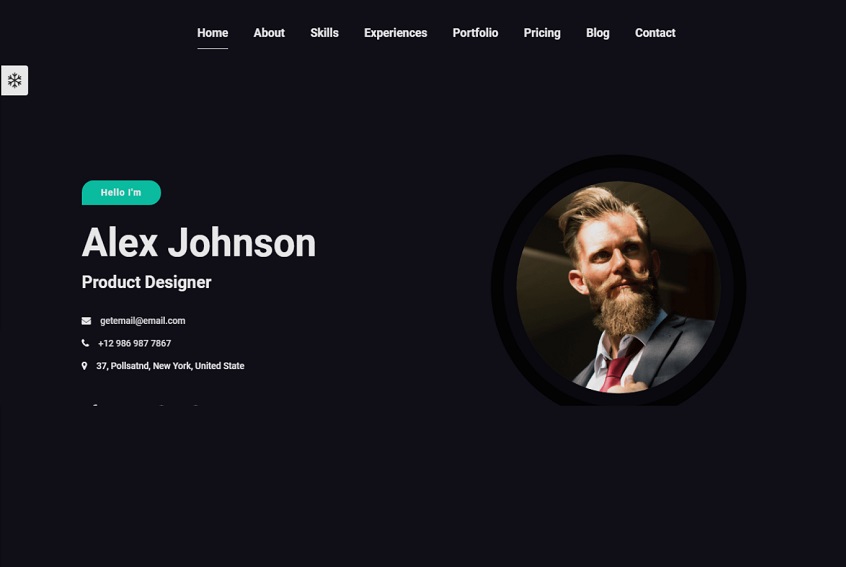 Home About Skills Experiences Portfolio Pricing Blog Contact
Hello I'm
Alex Johnson
Product Designer
getemail@email.com
+12 986 987 7867
37, Pollsatnd, New York, United State